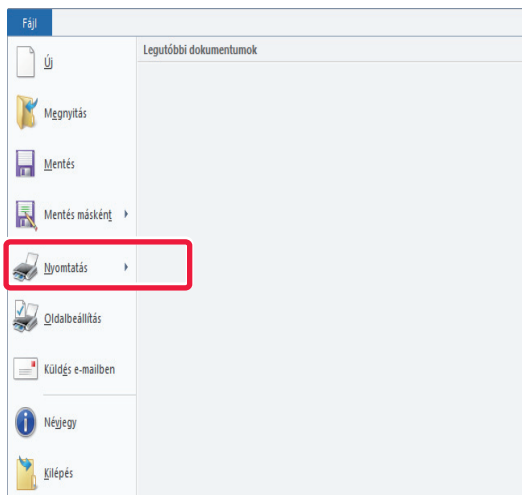 Fájl
Legutóbbi dokumentumok
Új
Megnyitás
Mentés
Mentés másként
Nyomtatás
Oldalbeállítás
Küldés e-mailben
Névjegy
Kilépés